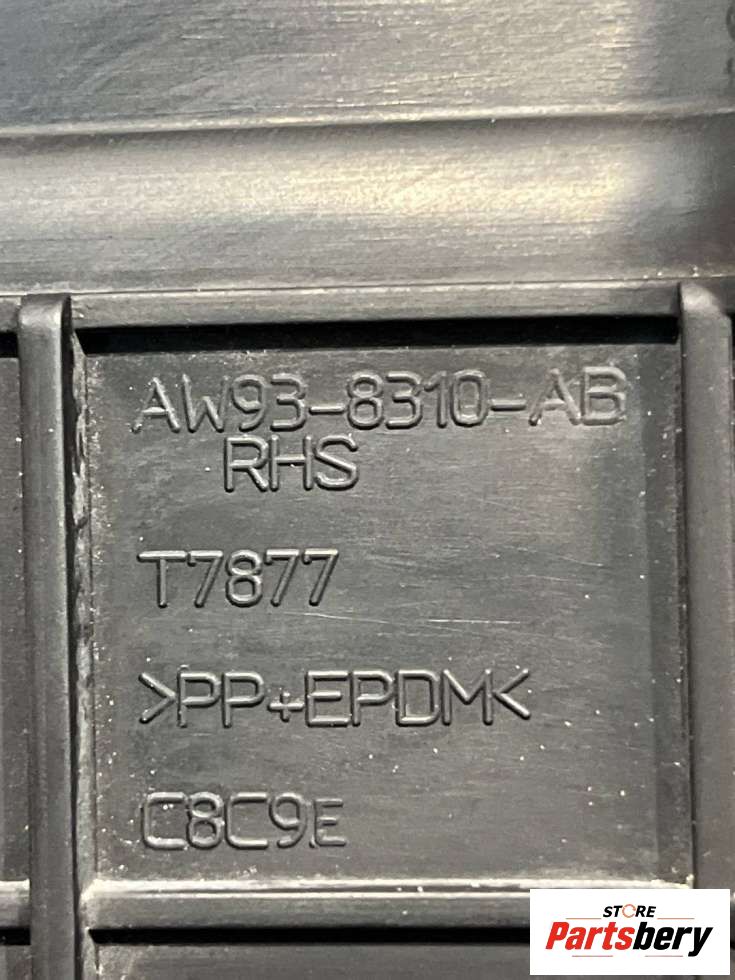 AW93-8310-AB
RHS
T7877
>PP+EPDM<
C8C9E
STORE
Partsbery